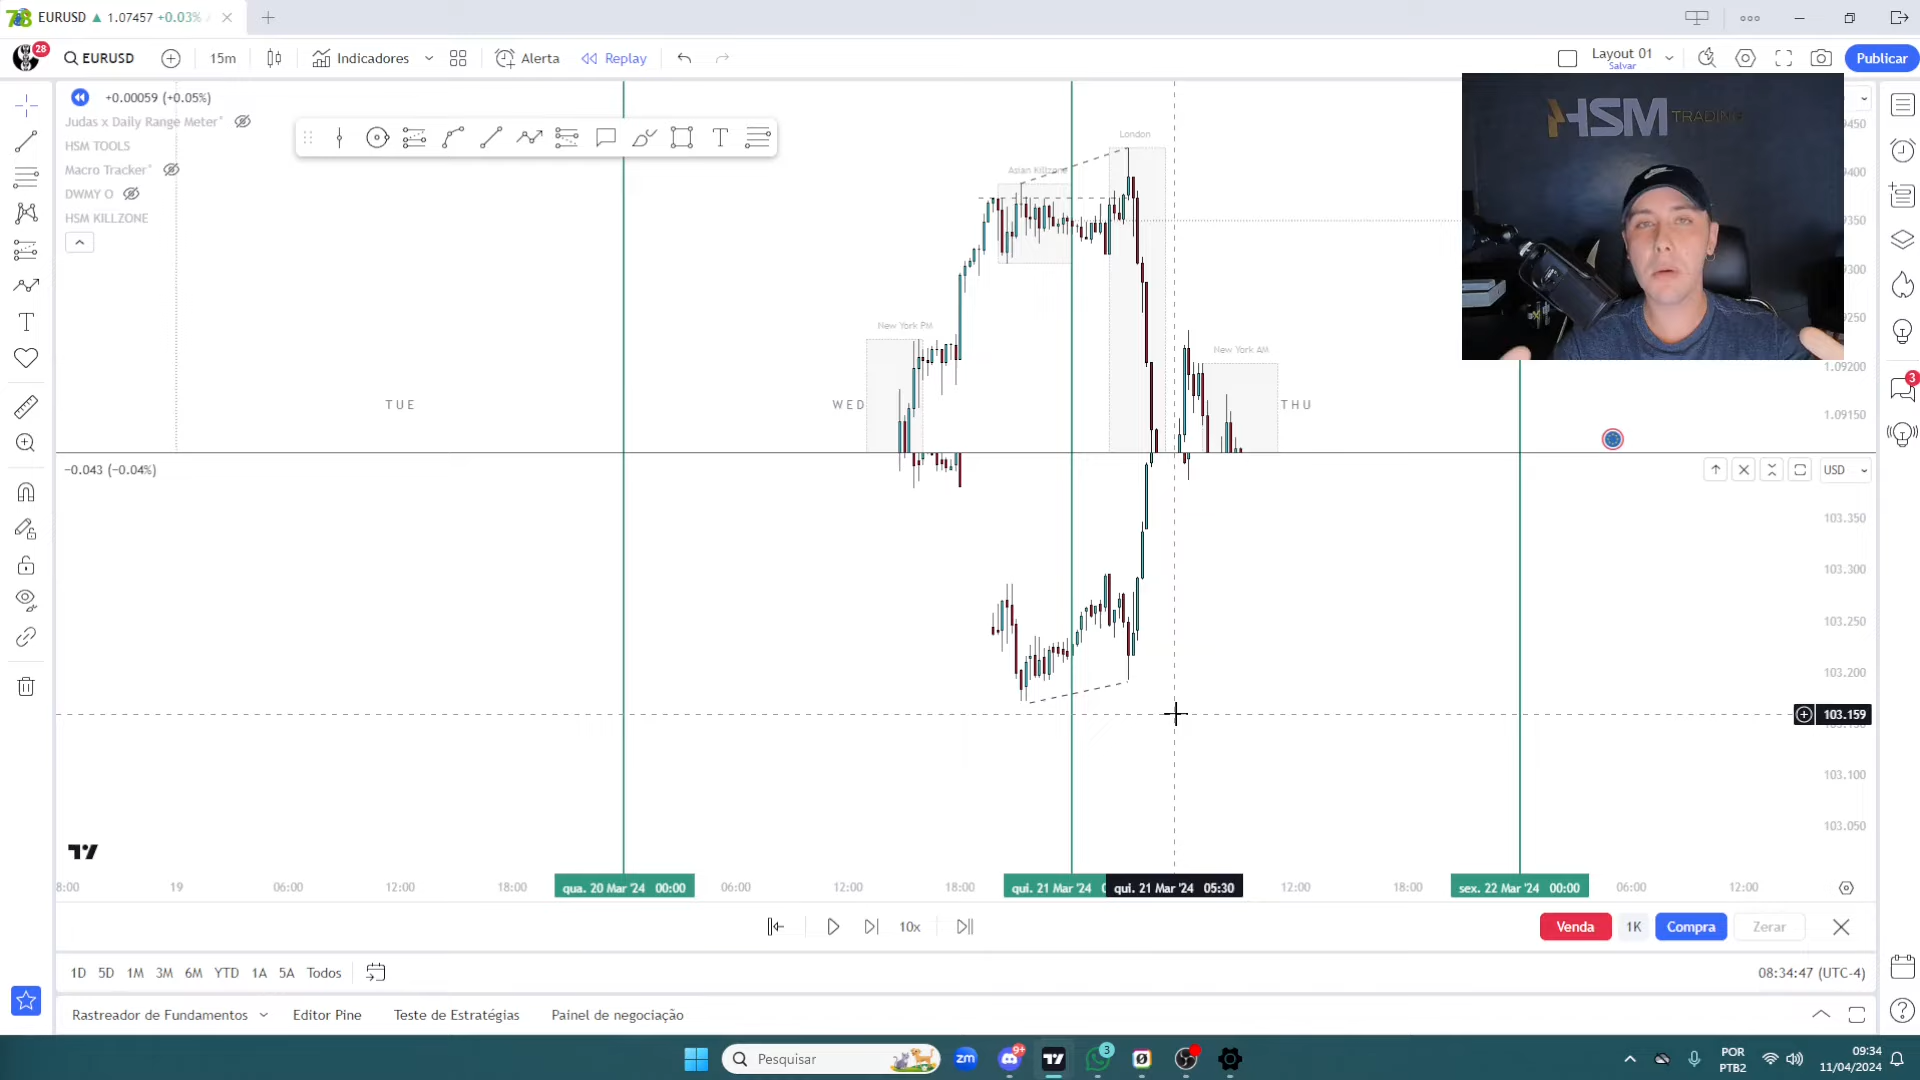 EURUSD ▲ 1.07457 +0.03%
28
EURUSD
15m
Indicadores
Alerta
Replay
Layout 01
Salvar
Publicar
+0.00059 (+0.05%)
Judas x Daily Range Meter
HSM TOOLS
Macro Tracker
DWMY O
HSM KILLZONE
HSM TRADING
London
Asian Killzone
New York PM
New York AM
TUE
WED
THU
1.09200
1.09150
−0.043 (−0.04%)
USD
103.350
103.300
103.250
103.200
103.159
103.100
103.050
19
06:00
12:00
18:00
qua. 20 Mar '24 00:00
06:00
12:00
18:00
qui. 21 Mar '24
qui. 21 Mar '24 05:30
12:00
18:00
sex. 22 Mar '24 00:00
06:00
12:00
10x
Venda
1K
Compra
Zerar
1D 5D 1M 3M 6M YTD 1A 5A Todos
08:34:47 (UTC-4)
Rastreador de Fundamentos
Editor Pine
Teste de Estratégias
Painel de negociação
3
Pesquisar
zm
9+
3
POR
PTB2
09:34
11/04/2024